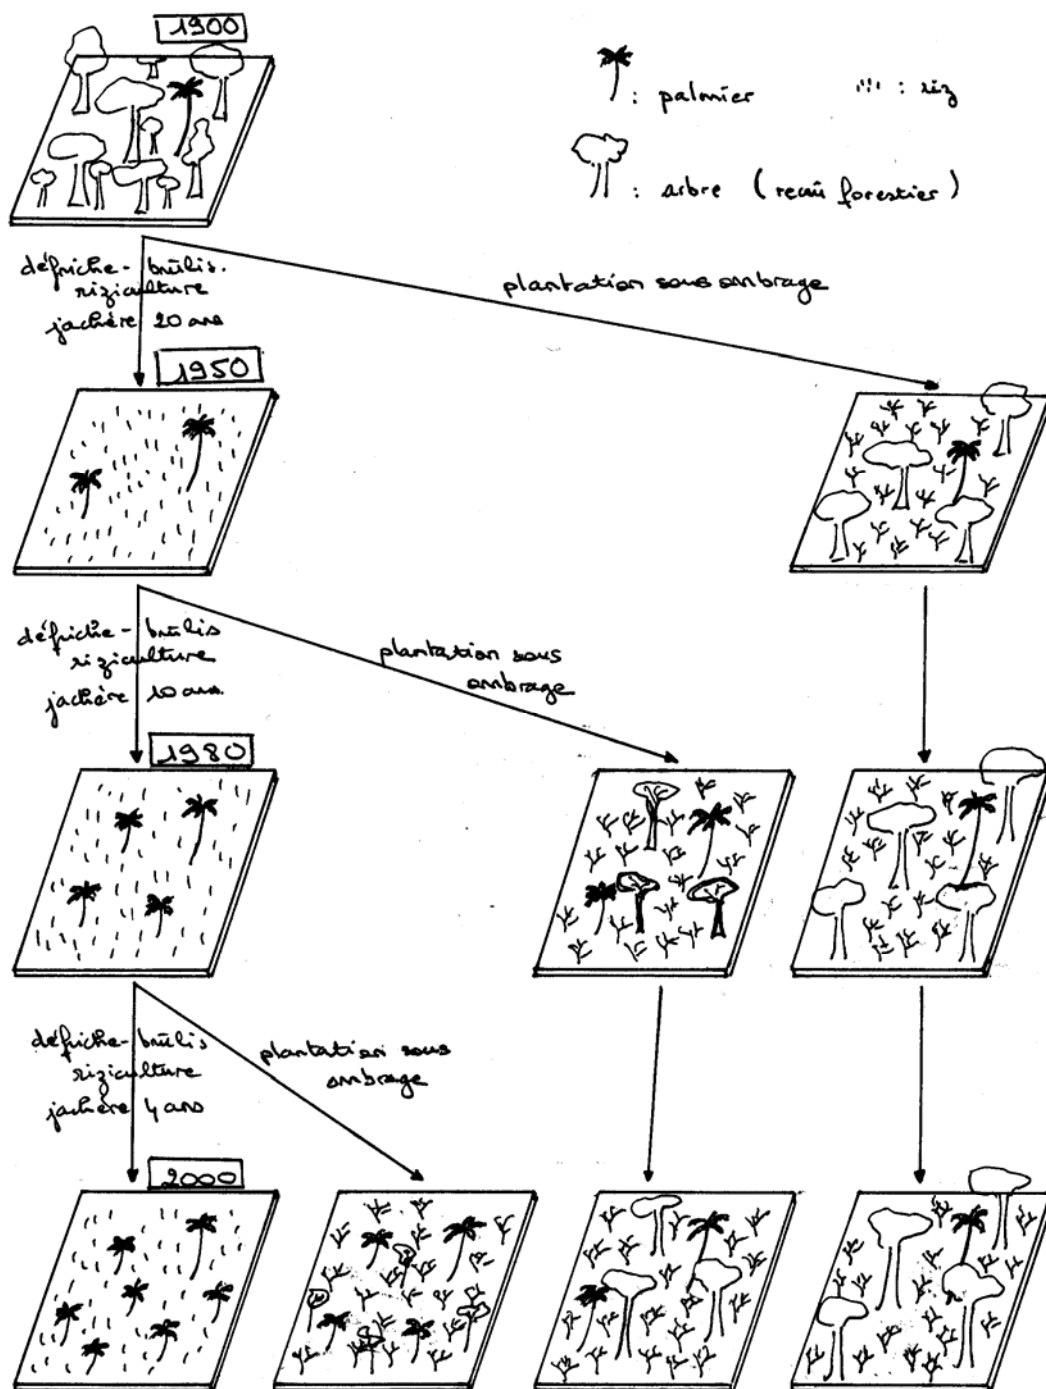 1900
: palmier
: riz
: arbre (recrû forestier)
défriche-brûlis.
riziculture
jachère 20 ans
plantation sous ombrage
1950
défriche-brûlis
riziculture
jachère 10 ans.
plantation sous
ombrage
1980
défriche-brûlis
riziculture
jachère 4 ans
plantation sous
ombrage
2000